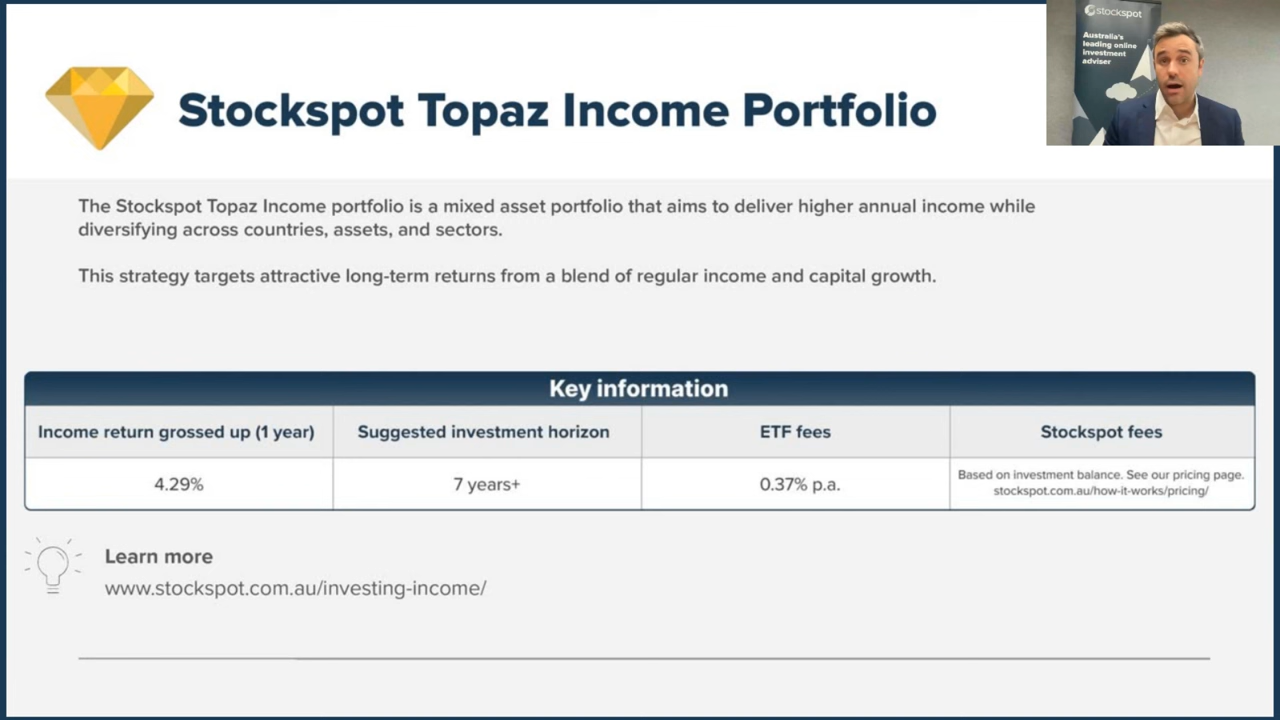 Stockspot Topaz Income Portfolio
stockspot
Australia's
leading online
investment
adviser
The Stockspot Topaz Income portfolio is a mixed asset portfolio that aims to deliver higher annual income while
diversifying across countries, assets, and sectors.
This strategy targets attractive long-term returns from a blend of regular income and capital growth.
Key information
Income return grossed up (1 year)
Suggested investment horizon
ETF fees
Stockspot fees
4.29%
7 years+
0.37% p.a.
Based on investment balance. See our pricing page.
stockspot.com.au/how-it-works/pricing/
Learn more
www.stockspot.com.au/investing-income/